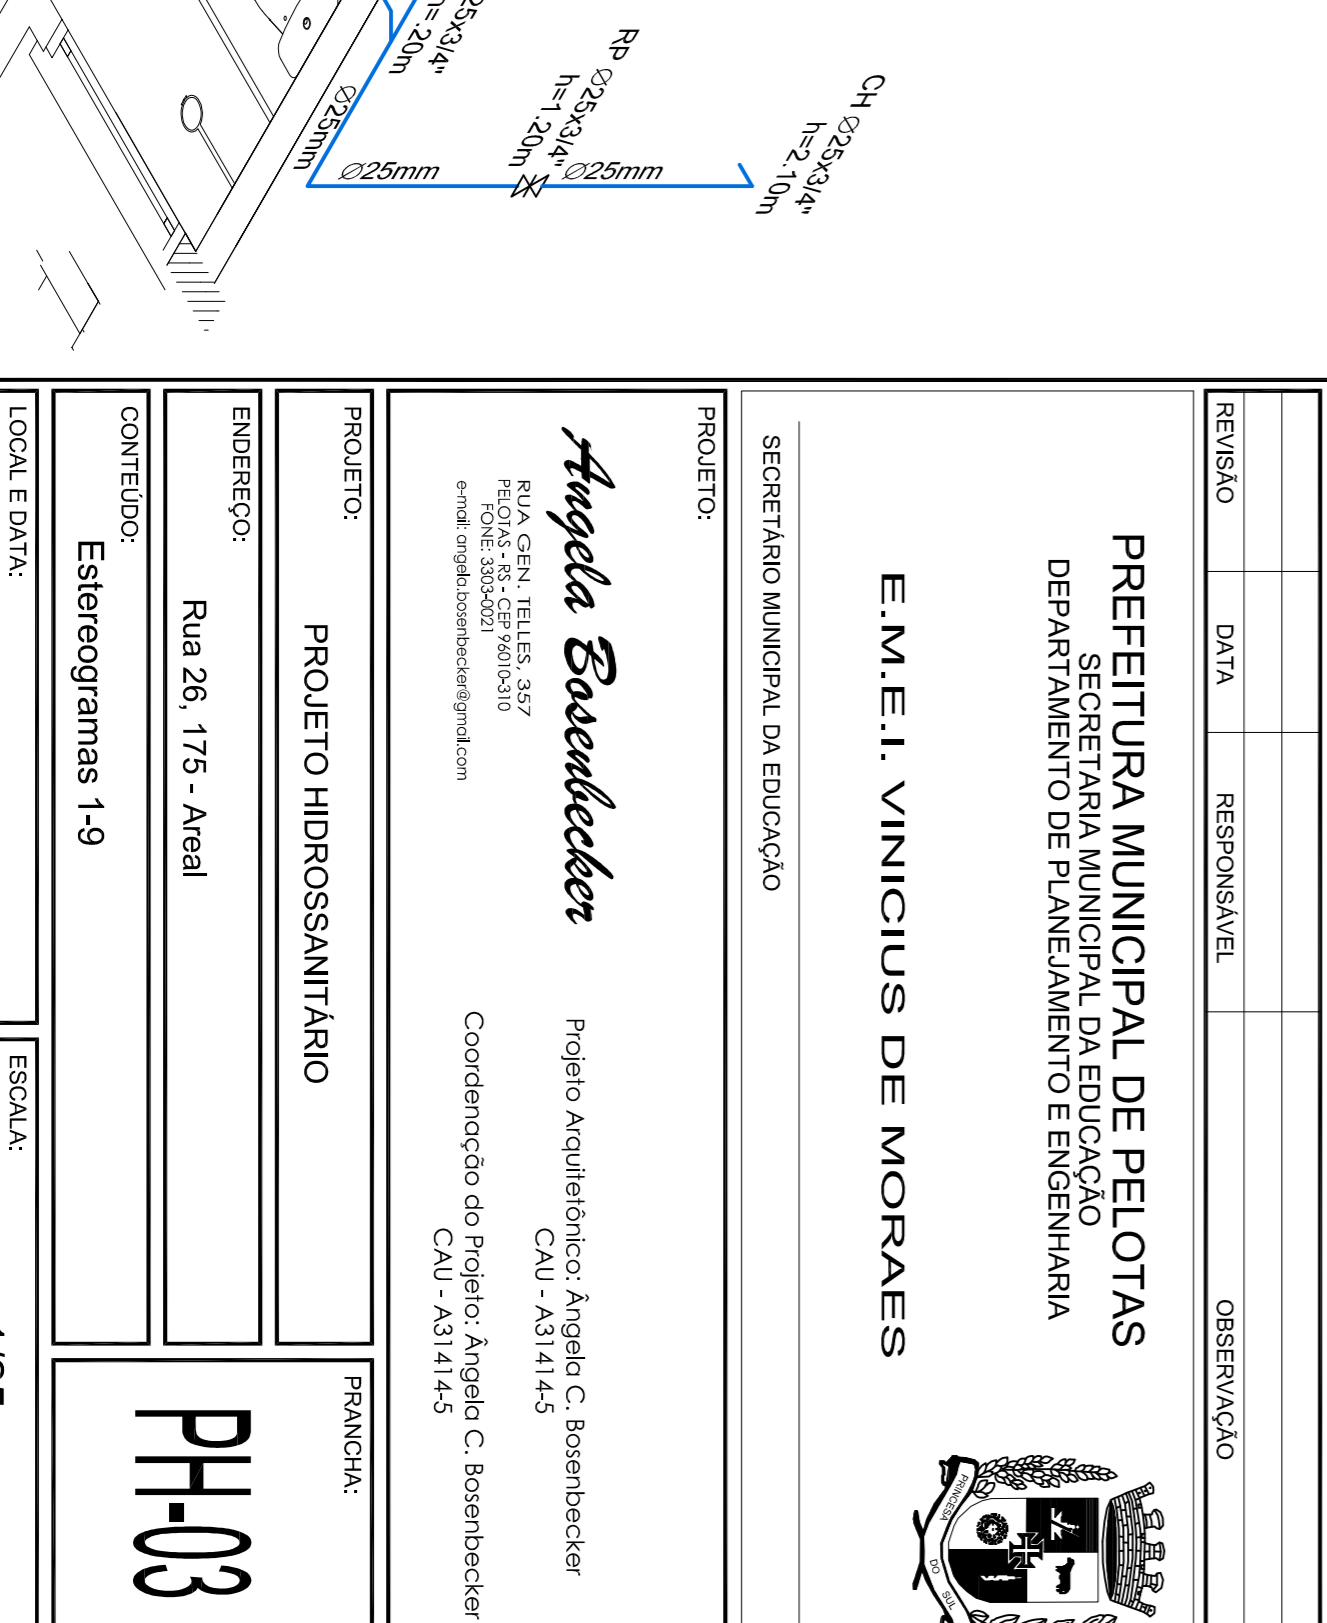 25x3/4"
h=.20m
Ø25mm
Ø25mm
RP Ø25x3/4"
h=1.20m
Ø25mm
CH Ø25x3/4"
h=2.10m
REVISÃO DATA RESPONSÁVEL OBSERVAÇÃO
PREFEITURA MUNICIPAL DE PELOTAS
SECRETARIA MUNICIPAL DA EDUCAÇÃO
DEPARTAMENTO DE PLANEJAMENTO E ENGENHARIA
E.M.E.I. VINICIUS DE MORAES
PRINCESA DO SUL
SECRETÁRIO MUNICIPAL DA EDUCAÇÃO
PROJETO:
Angela Bosenbecker
RUA GEN. TELLES, 357
PELOTAS - RS - CEP 96010-310
FONE: 3303-0021
e-mail: angela.bosenbecker@gmail.com
Projeto Arquitetônico: Ângela C. Bosenbecker
CAU - A31414-5
Coordenação do Projeto: Ângela C. Bosenbecker
CAU - A31414-5
PROJETO:
PROJETO HIDROSSANITÁRIO
ENDEREÇO:
Rua 26, 175 - Areal
CONTEÚDO:
Estereogramas 1-9
PRANCHA:
PH-03
LOCAL E DATA:
ESCALA: